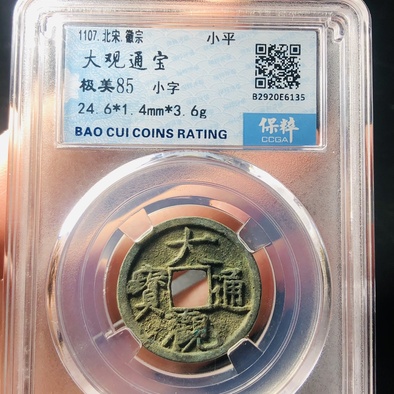 1107.北宋.徽宗
小平
大观通宝
极美85 小字
24.6*1.4mm*3.6g
BAO CUI COINS RATING
B2920E6135
保粹
CCGA
大
寳 通
觀